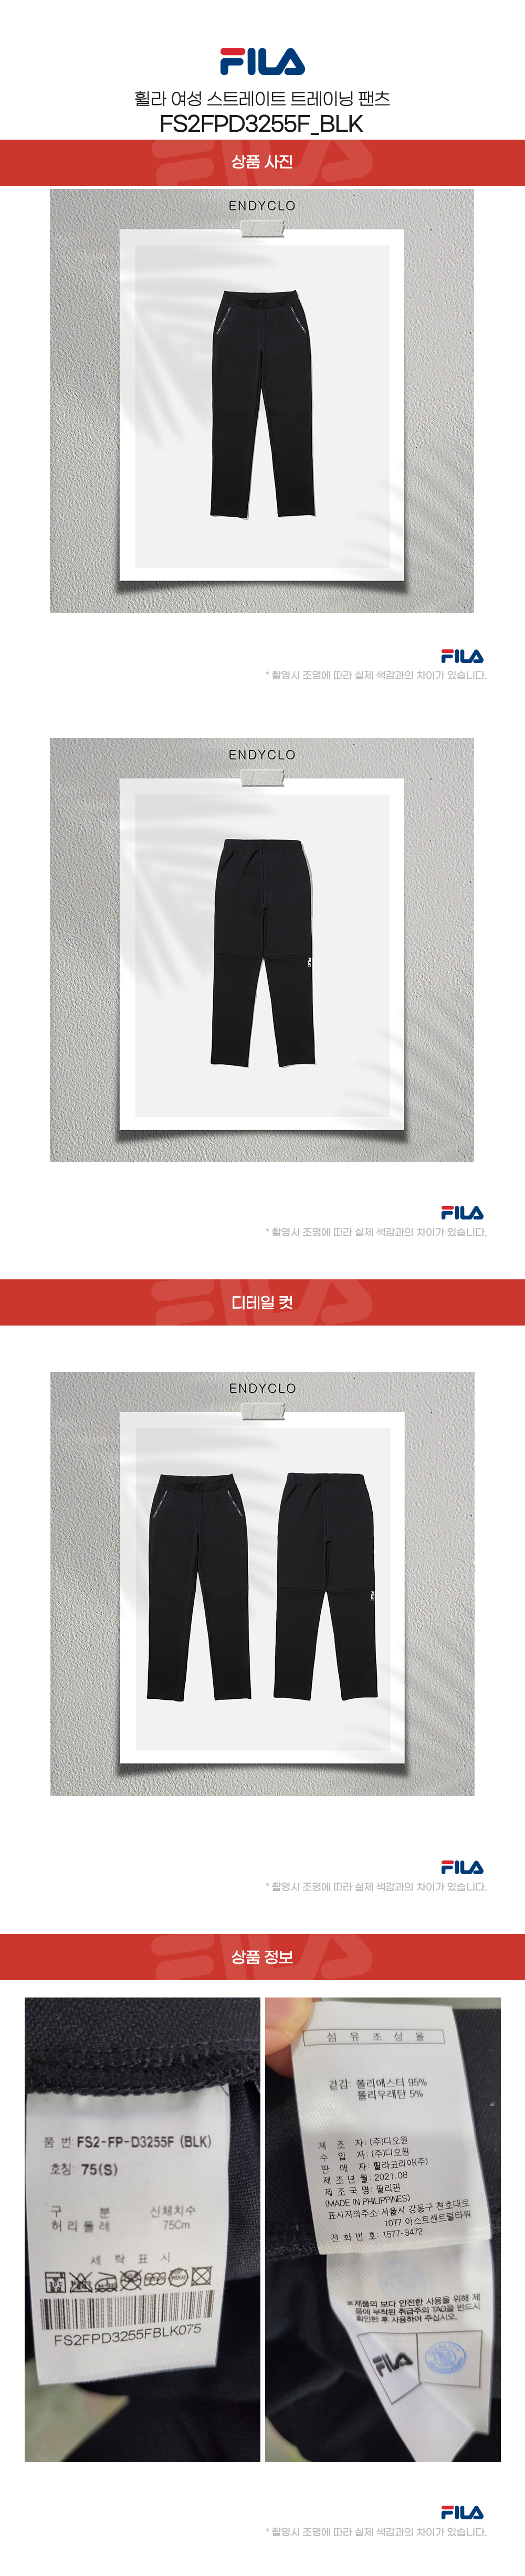 FILA
휠라 여성 스트레이트 트레이닝 팬츠
FS2FPD3255F_BLK
상품 사진
ENDYCLO
FILA
* 촬영시 조명에 따라 실제 색감과의 차이가 있습니다.
ENDYCLO
FILA
* 촬영시 조명에 따라 실제 색감과의 차이가 있습니다.
디테일 컷
ENDYCLO
FILA
* 촬영시 조명에 따라 실제 색감과의 차이가 있습니다.
상품 정보
품 번: FS2-FP-D3255F (BLK)
호칭: 75(S)
구 분 신체치수
허리둘레 75Cm
세 탁 표 시
FS2FPD3255FBLK075
섬 유 조 성 율
겉감: 폴리에스터 95%
폴리우레탄 5%
제 조 자: (주)디오원
수 입 자: (주)디오원
판 매 자: 휠라코리아(주)
제 조 년 월: 2021.08
제 조 국 명: 필리핀
(MADE IN PHILIPPINES)
표시자의주소: 서울시 강동구 천호대로
1077 이스트센트럴타워
전 화 번 호: 1577-3472
※제품의 보다 안전한 사용을 위해 제
품에 부착된 취급주의 TAG을 반드시
확인한 후 사용하여 주십시오.
FILA
FILA
* 촬영시 조명에 따라 실제 색감과의 차이가 있습니다.